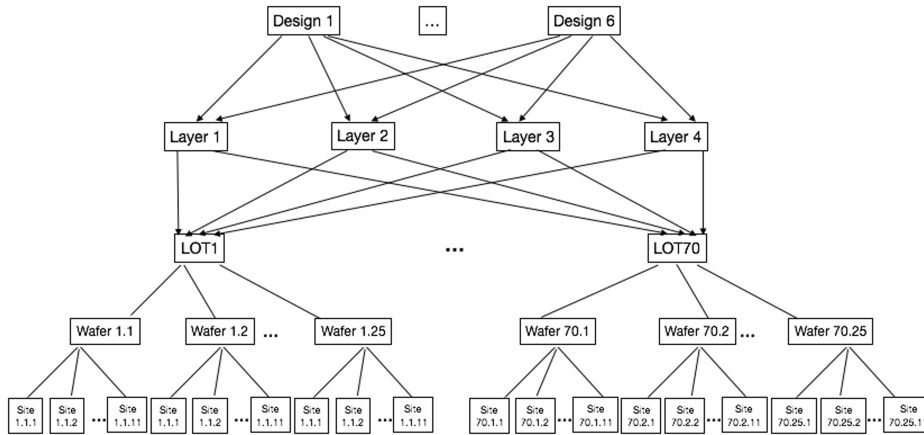 Design 1
...
Design 6
Layer 1
Layer 2
Layer 3
Layer 4
LOT1
...
LOT70
Wafer 1.1
Wafer 1.2
...
Wafer 1.25
Wafer 70.1
Wafer 70.2
...
Wafer 70.25
Site
1.1.1
Site
1.1.2
...
Site
1.1.11
Site
1.1.1
Site
1.1.2
...
Site
1.1.11
Site
1.1.1
Site
1.1.2
...
Site
1.1.11
Site
70.1.1
Site
70.1.2
...
Site
70.1.11
Site
70.2.1
Site
70.2.2
...
Site
70.2.11
Site
70.25.1
Site
70.25.2
...
Site
70.25.1